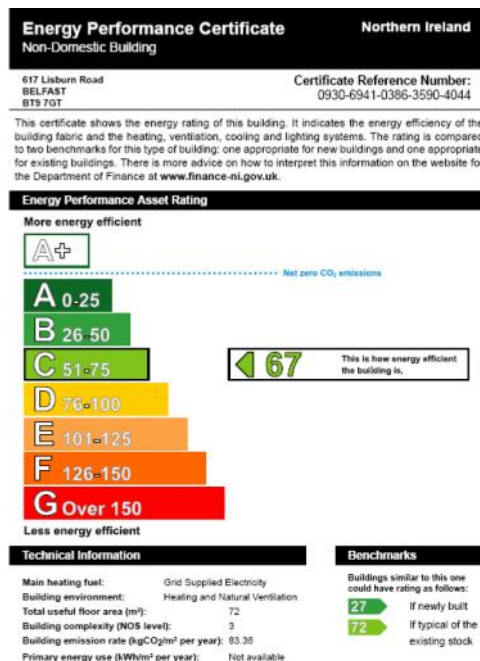 Energy Performance Certificate
Northern Ireland
Non-Domestic Building
617 Lisburn Road
BELFAST
BT9 7GT
Certificate Reference Number:
0930-6941-0386-3590-4044
This certificate shows the energy rating of this building. It indicates the energy efficiency of the
building fabric and the heating, ventilation, cooling and lighting systems. The rating is compared
to two benchmarks for this type of building: one appropriate for new buildings and one appropriate
for existing buildings. There is more advice on how to interpret this information on the website fo
the Department of Finance at www.finance-ni.gov.uk.
Energy Performance Asset Rating
More energy efficient
A+
Net zero CO₂ emissions
A 0-25
B 26-50
C 51-75
67
This is how energy efficient
the building is.
D 76-100
E 101-125
F 126-150
G Over 150
Less energy efficient
Technical Information
Main heating fuel: Grid Supplied Electricity
Building environment: Heating and Natural Ventilation
Total useful floor area (m²): 72
Building complexity (NOS level): 3
Building emission rate (kgCO₂/m² per year): 83.36
Primary energy use (kWh/m² per year): Not available
Benchmarks
Buildings similar to this one
could have rating as follows:
27 If newly built
72 If typical of the
existing stock